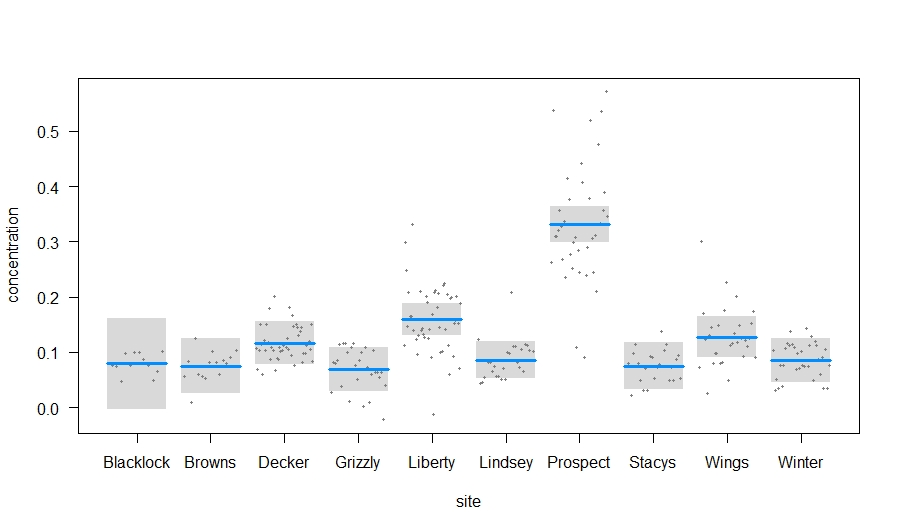 concentration
0.5
0.4
0.3
0.2
0.1
0.0
Blacklock Browns Decker Grizzly Liberty Lindsey Prospect Stacys Wings Winter
site